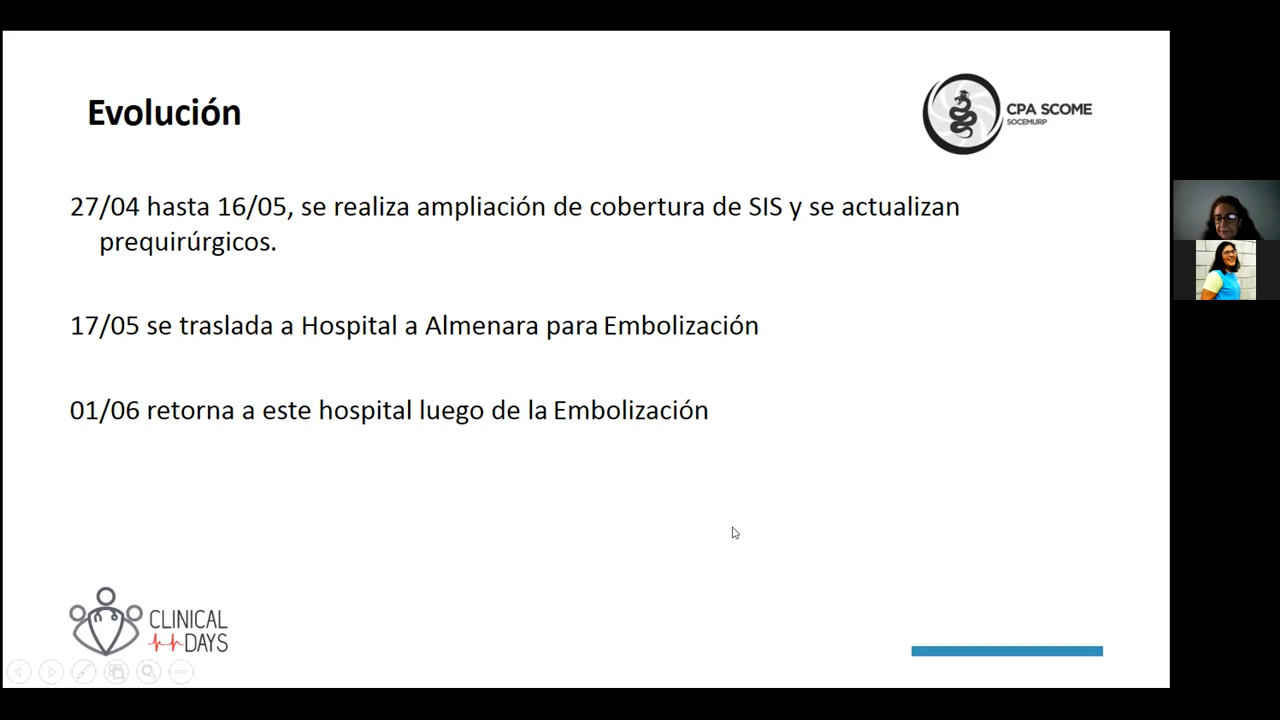 Evolución
CPA SCOME
SOCEMURP
27/04 hasta 16/05, se realiza ampliación de cobertura de SIS y se actualizan
prequirúrgicos.
17/05 se traslada a Hospital a Almenara para Embolización
01/06 retorna a este hospital luego de la Embolización
CLINICAL
DAYS